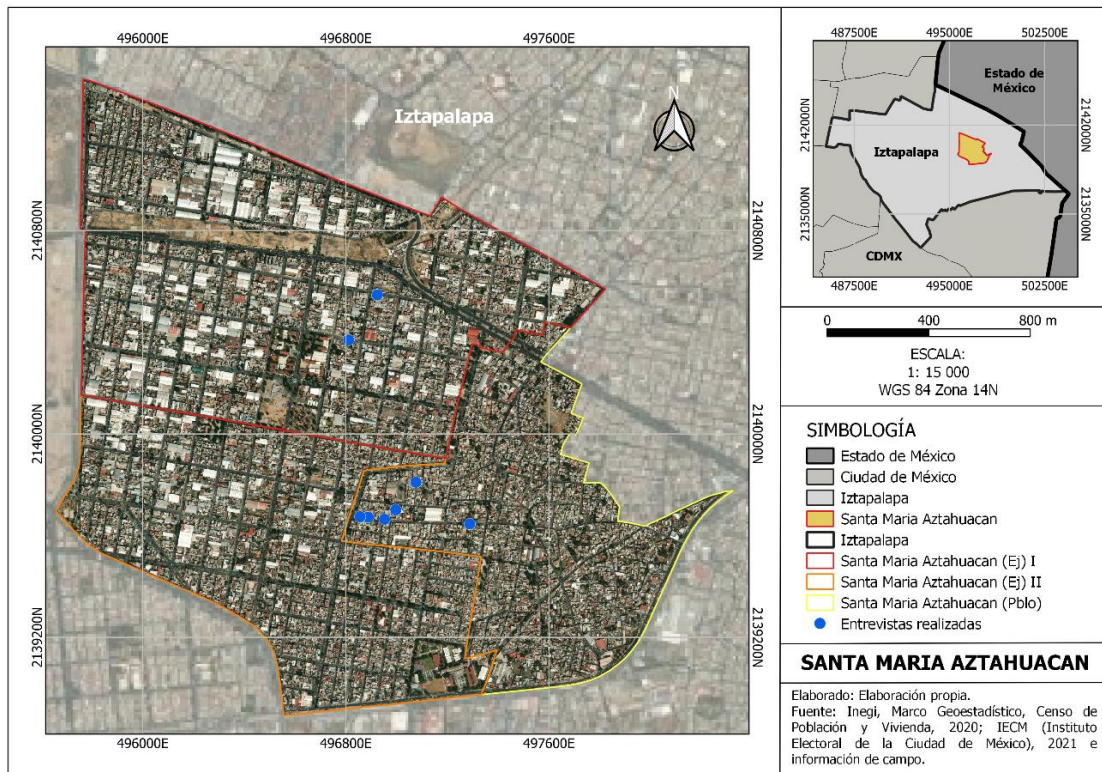 496000E
496800E
497600E
Iztapalapa
N
2140800N
2140000N
2139200N
2140800N
2140000N
2139200N
496000E
496800E
497600E
487500E
495000E
502500E
Estado de
México
2142000N
2135000N
Iztapalapa
CDMX
2142000N
2135000N
487500E
495000E
502500E
0 400 800 m
ESCALA:
1: 15 000
WGS 84 Zona 14N
SIMBOLOGÍA
Estado de México
Ciudad de México
Iztapalapa
Santa Maria Aztahuacan
Iztapalapa
Santa Maria Aztahuacan (Ej) I
Santa Maria Aztahuacan (Ej) II
Santa Maria Aztahuacan (Pblo)
Entrevistas realizadas
SANTA MARIA AZTAHUACAN
Elaborado: Elaboración propia.
Fuente: Inegi, Marco Geoestadístico, Censo de
Población y Vivienda, 2020; IECM (Instituto
Electoral de la Ciudad de México), 2021 e
información de campo.